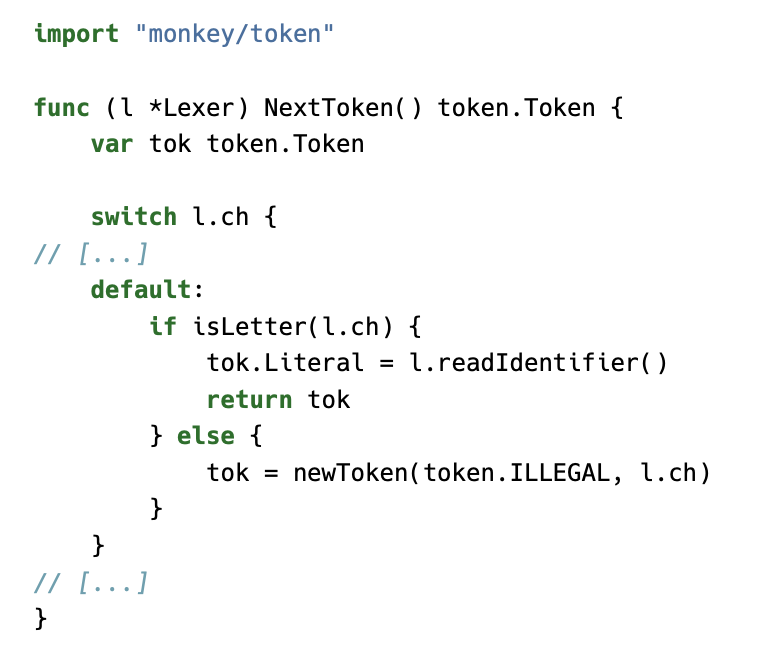 import "monkey/token"

func (l *Lexer) NextToken() token.Token {
    var tok token.Token

    switch l.ch {
// [...]
    default:
        if isLetter(l.ch) {
            tok.Literal = l.readIdentifier()
            return tok
        } else {
            tok = newToken(token.ILLEGAL, l.ch)
        }
    }
// [...]
}